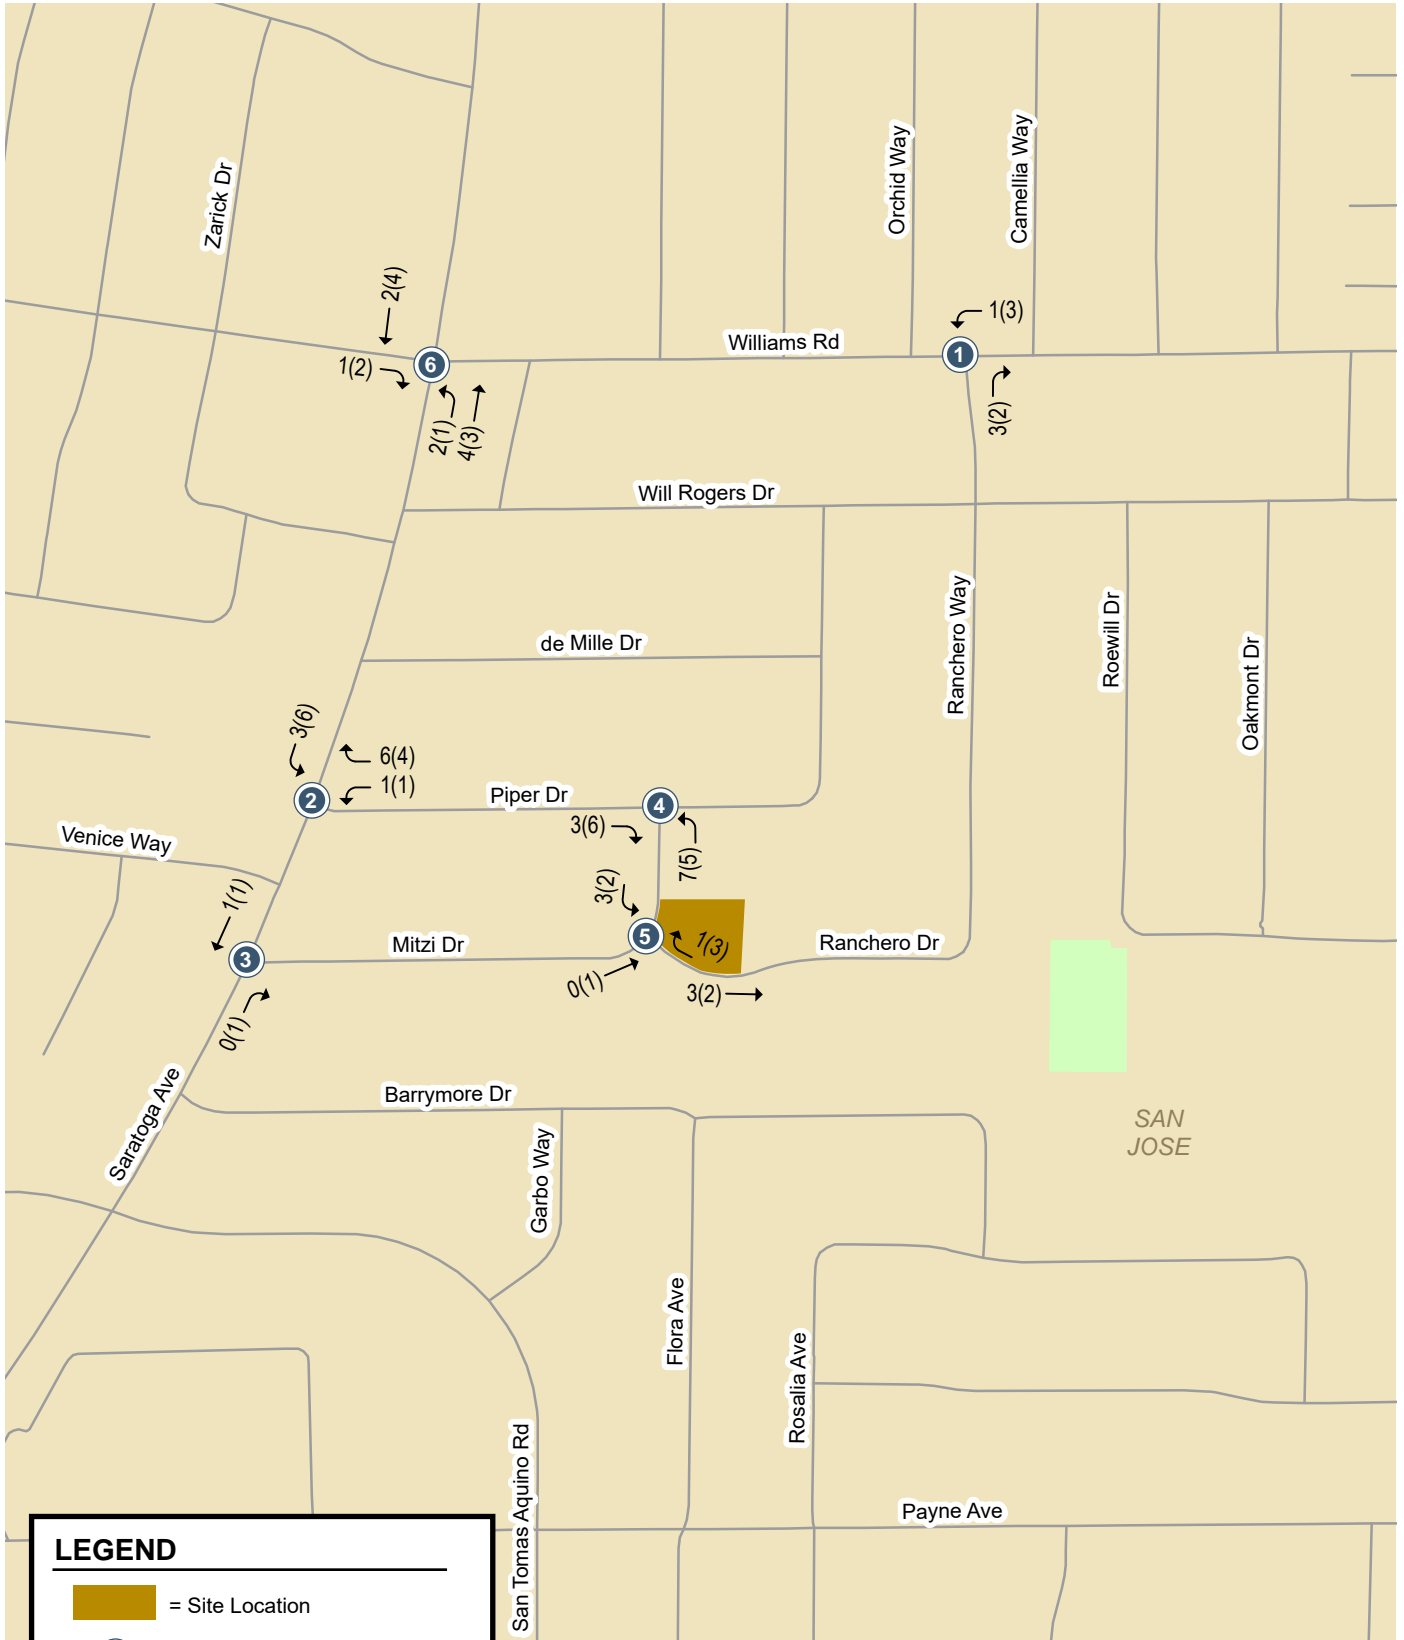 Zarick Dr
Orchid Way
Camellia Way
2(4)
1(3)
Williams Rd
6
1
1(2)
2(1)
4(3)
3(2)
Will Rogers Dr
Ranchero Way
Roewill Dr
Oakmont Dr
de Mille Dr
3(6)
6(4)
1(1)
2
Piper Dr
4
3(6)
7(5)
Venice Way
3(2)
1(1)
5
1(3)
Mitzi Dr
Ranchero Dr
3
0(1)
3(2)
0(1)
Saratoga Ave
Barrymore Dr
SAN
JOSE
Garbo Way
Flora Ave
Rosalia Ave
San Tomas Aquino Rd
Payne Ave
LEGEND
= Site Location